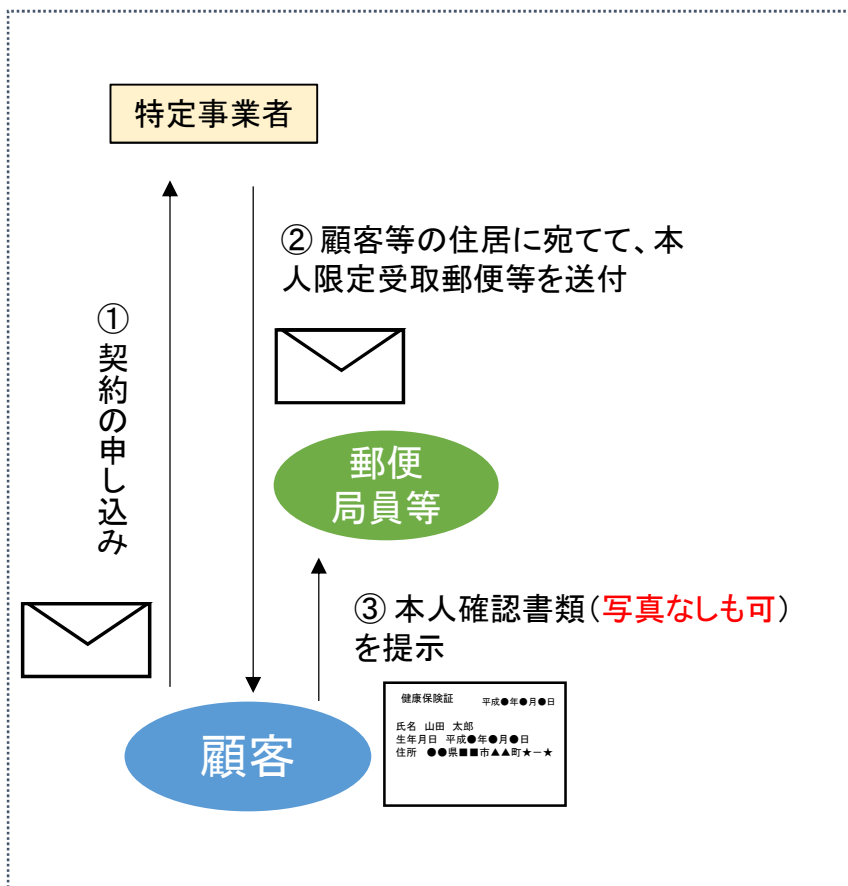 特定事業者
② 顧客等の住居に宛てて、本
人限定受取郵便等を送付
① 契約の申し込み
郵便
局員等
③ 本人確認書類（写真なしも可）
を提示
顧客
健康保険証 平成●年●月●日
氏名 山田 太郎
生年月日 平成●年●月●日
住所 ●●県■■市▲▲町★ー★